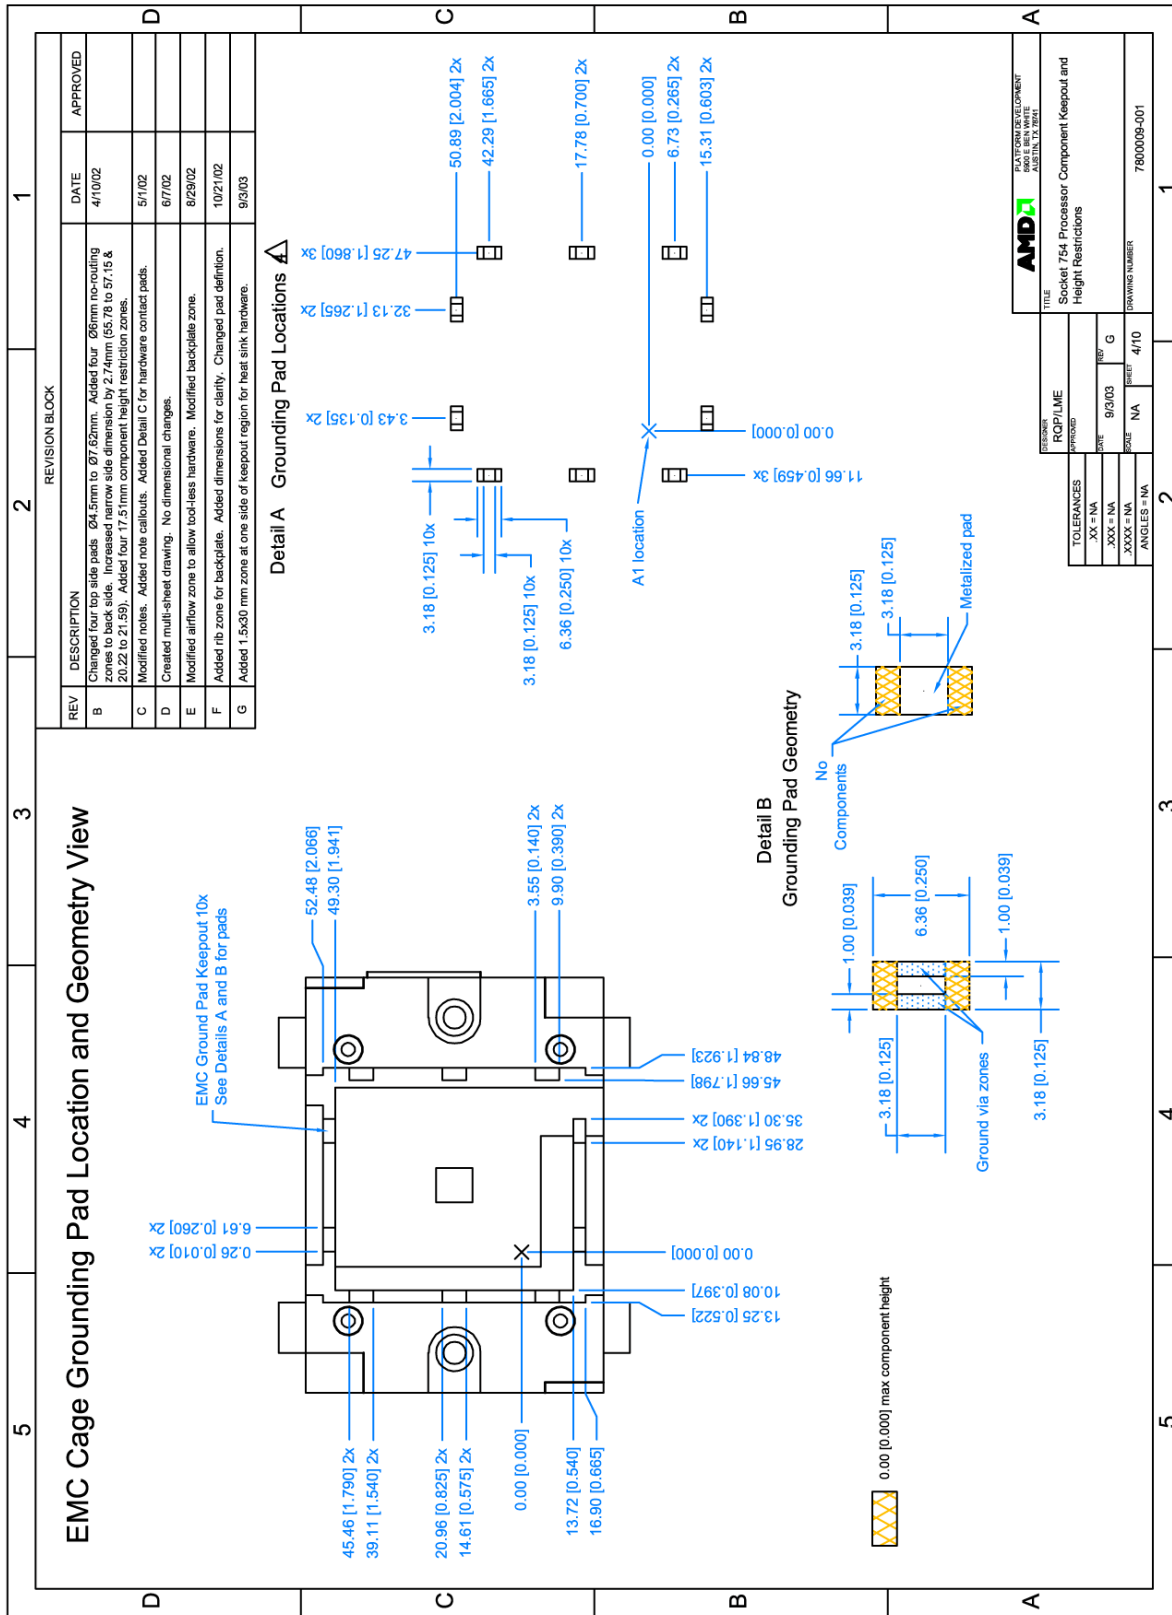 5
4
3
2
1
D
C
B
A
EMC Cage Grounding Pad Location and Geometry View
REVISION BLOCK
REV DESCRIPTION DATE APPROVED
B Changed four top side pads Ø4.5mm to Ø7.62mm. Added four Ø6mm no-routing 4/10/02
zones to back side. Increased narrow side dimension by 2.74mm (55.78 to 57.15 &
20.22 to 21.59). Added four 17.51mm component height restriction zones.
C Modified notes. Added note callouts. Added Detail C for hardware contact pads. 5/1/02
D Created multi-sheet drawing. No dimensional changes. 6/7/02
E Modified airflow zone to allow tool-less hardware. Modified backplate zone. 8/29/02
F Added rib zone for backplate. Added dimensions for clarity. Changed pad defintion. 10/21/02
G Added 1.5x30 mm zone at one side of keepout region for heat sink hardware. 9/3/03
EMC Ground Pad Keepout 10x
See Details A and B for pads
52.48 [2.066]
49.30 [1.941]
3.55 [0.140] 2x
9.90 [0.390] 2x
0.26 [0.010] 2x
6.61 [0.260] 2x
45.46 [1.790] 2x
39.11 [1.540] 2x
20.96 [0.825] 2x
14.61 [0.575] 2x
0.00 [0.000]
13.72 [0.540]
16.90 [0.665]
13.25 [0.522]
10.08 [0.397]
0.00 [0.000]
28.95 [1.140] 2x
35.30 [1.390] 2x
45.66 [1.798]
48.84 [1.923]
Detail A Grounding Pad Locations 4
3.18 [0.125] 10x
3.18 [0.125] 10x
6.36 [0.250] 10x
3.43 [0.135] 2x
32.13 [1.265] 2x
47.25 [1.860] 3x
50.89 [2.004] 2x
42.29 [1.665] 2x
17.78 [0.700] 2x
0.00 [0.000]
6.73 [0.265] 2x
15.31 [0.603] 2x
A1 location
11.66 [0.459] 3x
0.00 [0.000]
Detail B
Grounding Pad Geometry
No
Components
3.18 [0.125]
3.18 [0.125]
Metalized pad
1.00 [0.039]
6.36 [0.250]
1.00 [0.039]
3.18 [0.125]
3.18 [0.125]
Ground via zones
0.00 [0.000] max component height
TOLERANCES
.XX = NA
.XXX = NA
.XXXX = NA
ANGLES = NA
DESIGNER
RQP/LME
APPROVED
DATE
9/3/03
REV
G
SCALE
NA
SHEET
4/10
AMD
PLATFORM DEVELOPMENT
5900 E BEN WHITE
AUSTIN, TX 78741
TITLE
Socket 754 Processor Component Keepout and
Height Restrictions
DRAWING NUMBER
7800009-001
5
4
3
2
1
D
C
B
A